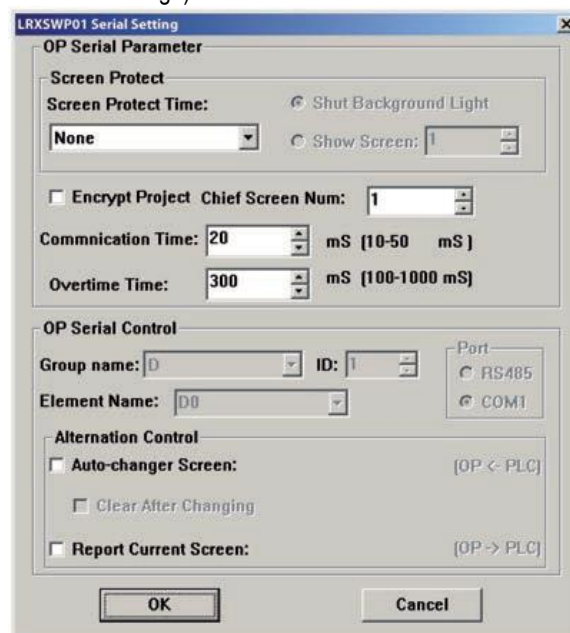 LRXSWP01 Serial Setting
OP Serial Parameter
Screen Protect
Screen Protect Time:
Shut Background Light
None
Show Screen: 1
Encrypt Project Chief Screen Num: 1
Commnication Time: 20 mS (10-50 mS )
Overtime Time: 300 mS (100-1000 mS)
OP Serial Control
Group name: D ID: 1
Port
RS485
Element Name: D0
COM1
Alternation Control
Auto-changer Screen: (OP <- PLC)
Clear After Changing
Report Current Screen: (OP -> PLC)
OK Cancel